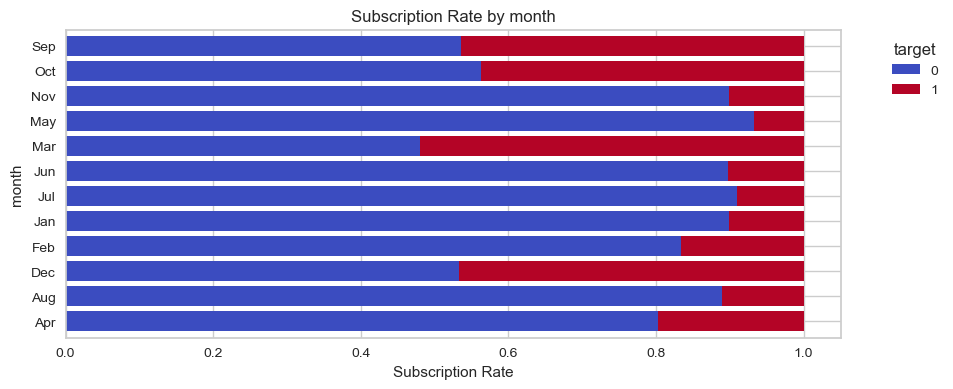 Subscription Rate by month
target
0
1
month
Sep
Oct
Nov
May
Mar
Jun
Jul
Jan
Feb
Dec
Aug
Apr
0.0 0.2 0.4 0.6 0.8 1.0
Subscription Rate